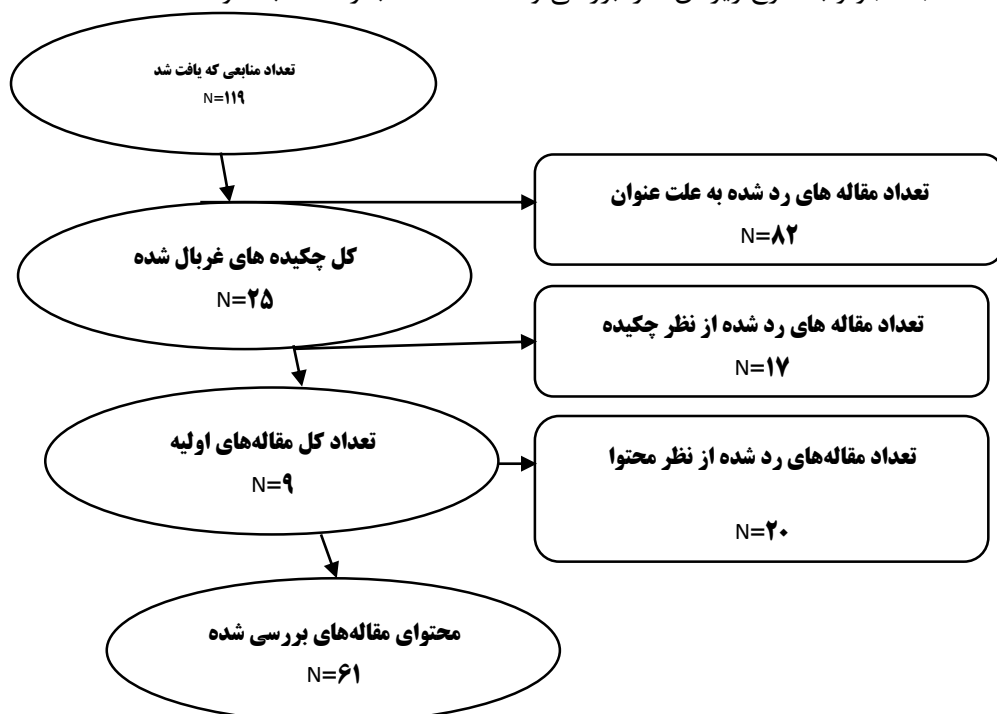 تعداد منابعی که یافت شد
N=۱۱۹
تعداد مقاله های رد شده به علت عنوان
N=۸۲
کل چکیده های غربال شده
N=۲۵
تعداد مقاله های رد شده از نظر چکیده
N=۱۷
تعداد کل مقاله‌های اولیه
N=۹
تعداد مقاله‌های رد شده از نظر محتوا
N=۲۰
محتوای مقاله‌های بررسی شده
N=۶۱